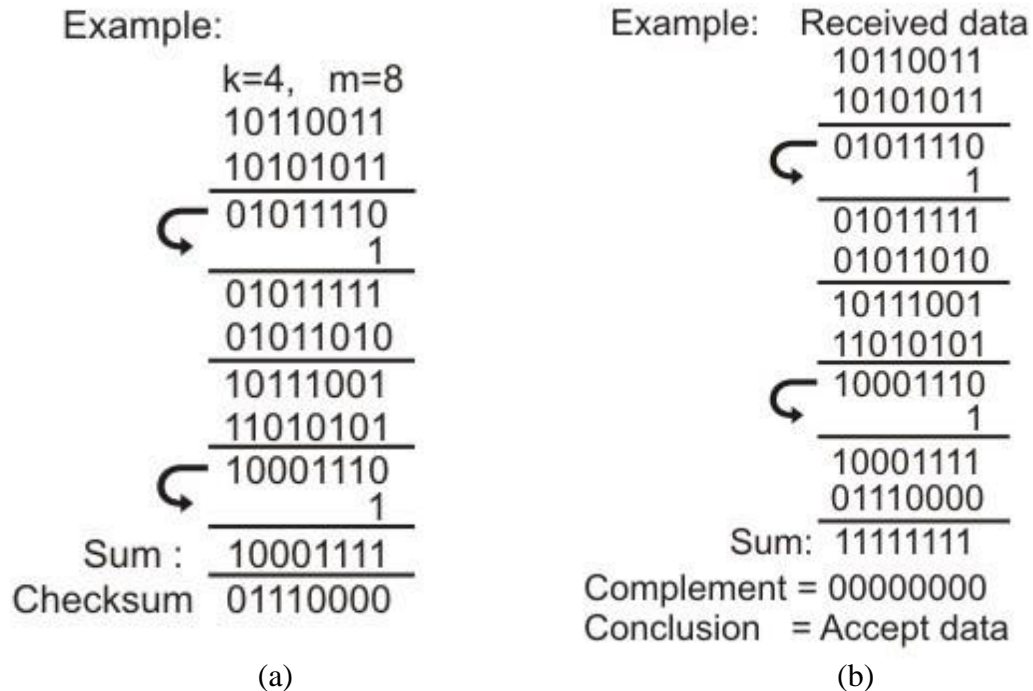 Example:
k=4, m=8
10110011
10101011
01011110
1
01011111
01011010
10111001
11010101
10001110
1
Sum : 10001111
Checksum 01110000
(a)
Example: Received data
10110011
10101011
01011110
1
01011111
01011010
10111001
11010101
10001110
1
10001111
01110000
Sum: 11111111
Complement = 00000000
Conclusion = Accept data
(b)